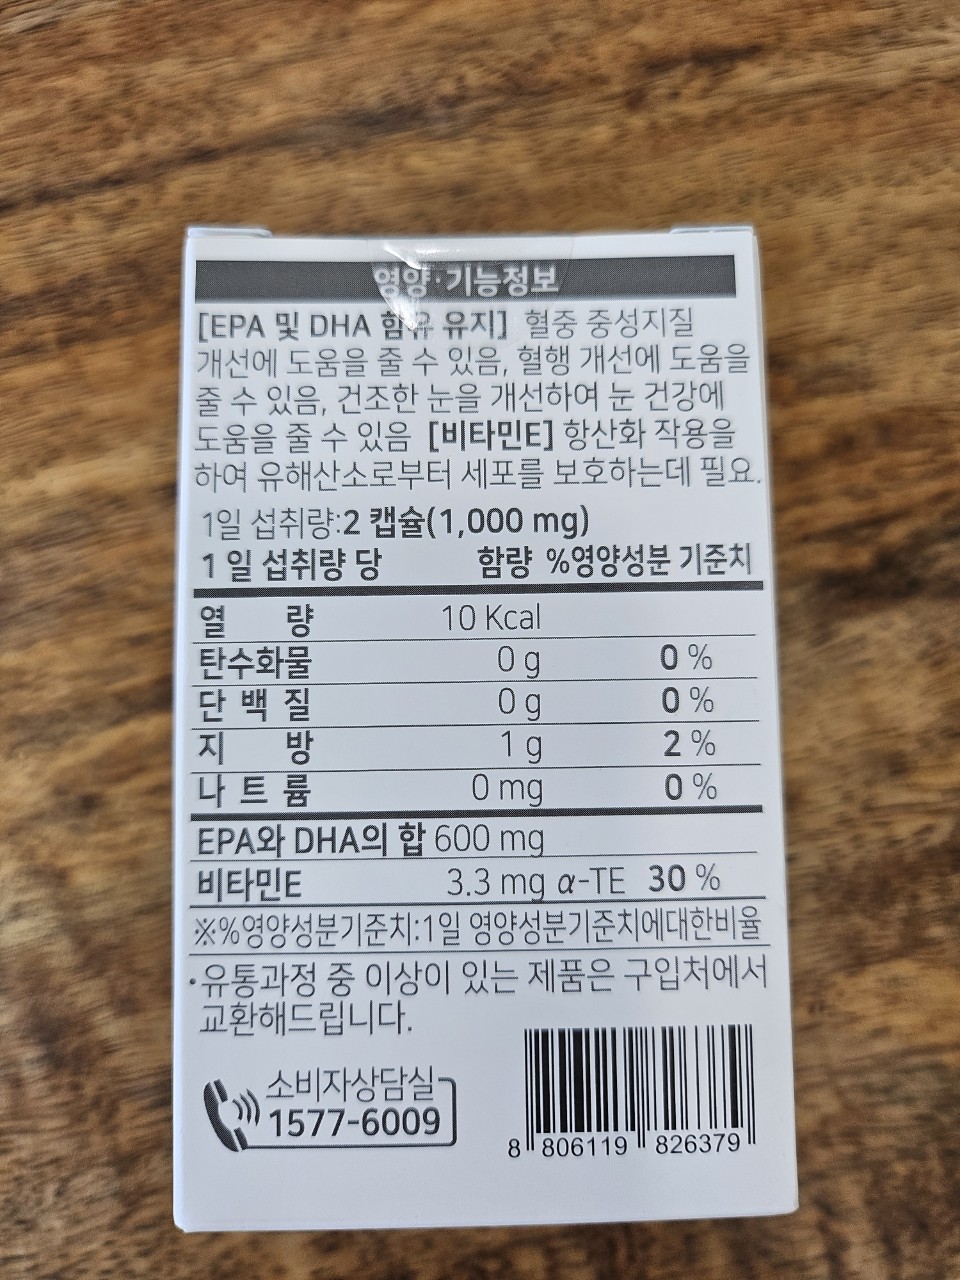 영양·기능정보
[EPA 및 DHA 함유 유지] 혈중 중성지질
개선에 도움을 줄 수 있음, 혈행 개선에 도움을
줄 수 있음, 건조한 눈을 개선하여 눈 건강에
도움을 줄 수 있음 [비타민E] 항산화 작용을
하여 유해산소로부터 세포를 보호하는데 필요.
1일 섭취량:2 캡슐(1,000 mg)
1 일 섭취량 당 함량 %영양성분 기준치
열 량 10 Kcal
탄수화물 0 g 0 %
단 백 질 0 g 0 %
지 방 1 g 2 %
나 트 륨 0 mg 0 %
EPA와 DHA의 합 600 mg
비타민E 3.3 mg α-TE 30 %
※%영양성분기준치:1일 영양성분기준치에대한비율
·유통과정 중 이상이 있는 제품은 구입처에서
교환해드립니다.
소비자상담실
1577-6009
8 806119 826379